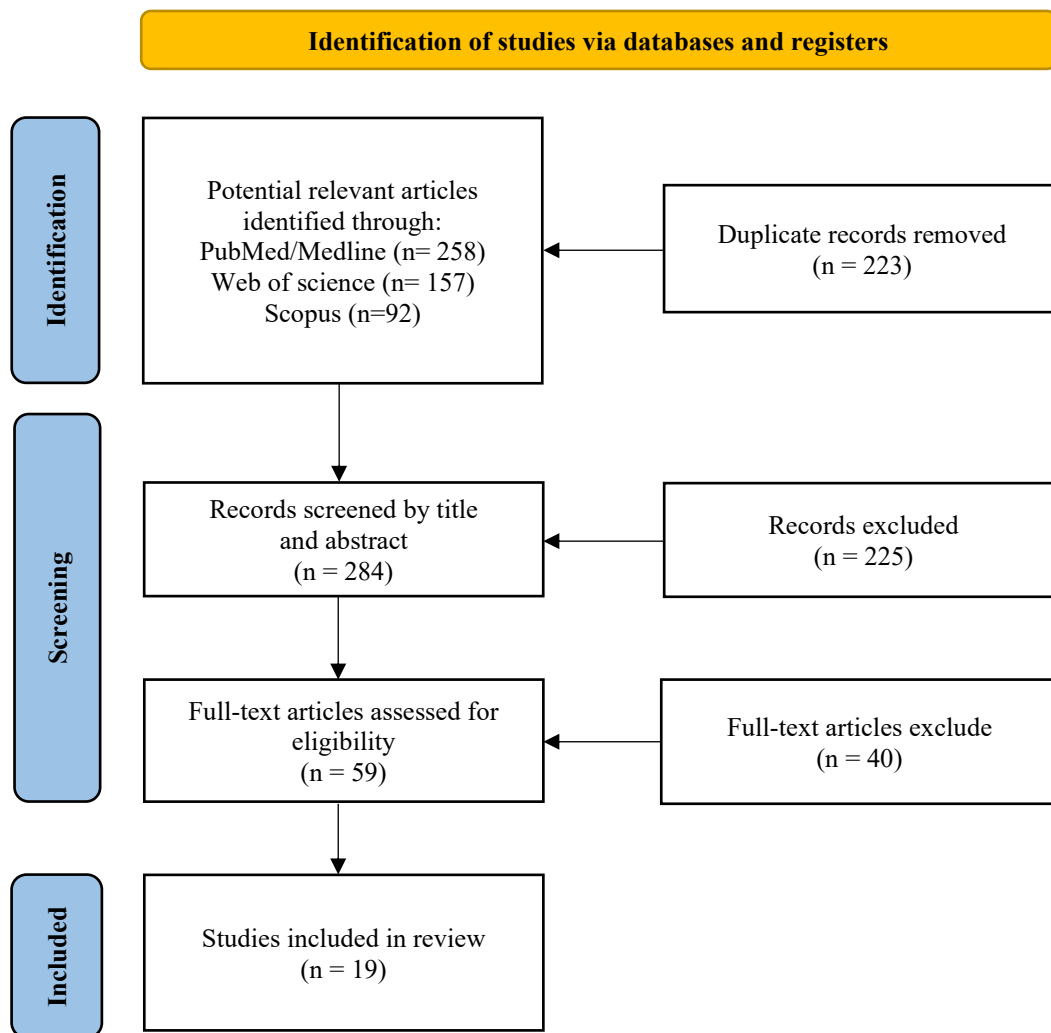 Identification of studies via databases and registers
Identification
Potential relevant articles
identified through:
PubMed/Medline (n= 258)
Web of science (n= 157)
Scopus (n=92)
Duplicate records removed
(n = 223)
Screening
Records screened by title
and abstract
(n = 284)
Records excluded
(n = 225)
Full-text articles assessed for
eligibility
(n = 59)
Full-text articles exclude
(n = 40)
Included
Studies included in review
(n = 19)